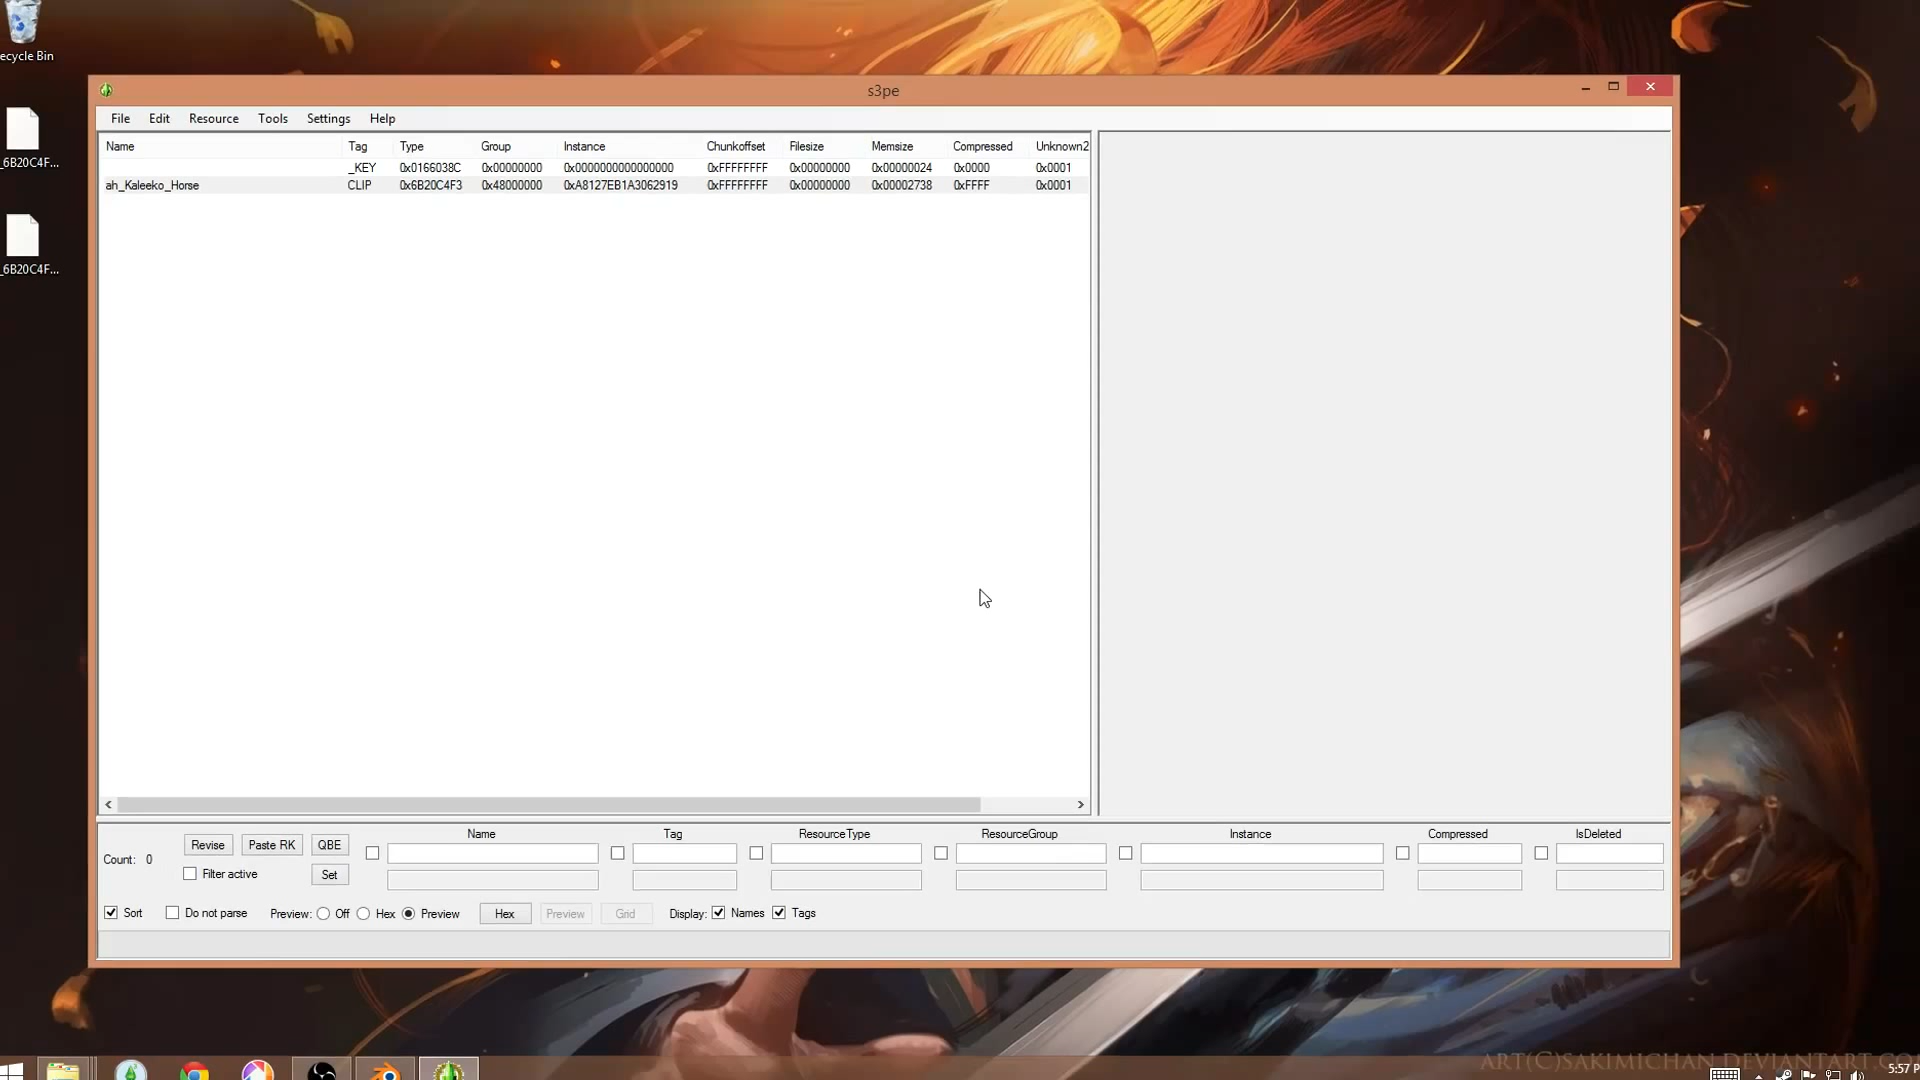 ecycle Bin
_6B20C4F...
_6B20C4F...
s3pe
File Edit Resource Tools Settings Help
Name Tag Type Group Instance Chunkoffset Filesize Memsize Compressed Unknown2
_KEY 0x0166038C 0x00000000 0x0000000000000000 0xFFFFFFFF 0x00000000 0x00000024 0x0000 0x0001
ah_Kaleeko_Horse CLIP 0x6B20C4F3 0x48000000 0xA8127EB1A3062919 0xFFFFFFFF 0x00000000 0x00002738 0xFFFF 0x0001
Name Tag ResourceType ResourceGroup Instance Compressed IsDeleted
Count: 0 Revise Paste RK QBE
Filter active Set
Sort Do not parse Preview: Off Hex Preview Hex Preview Grid Display: Names Tags
ART(C)SAKIMICHAN.DEVIANTART.CO
5:57 P